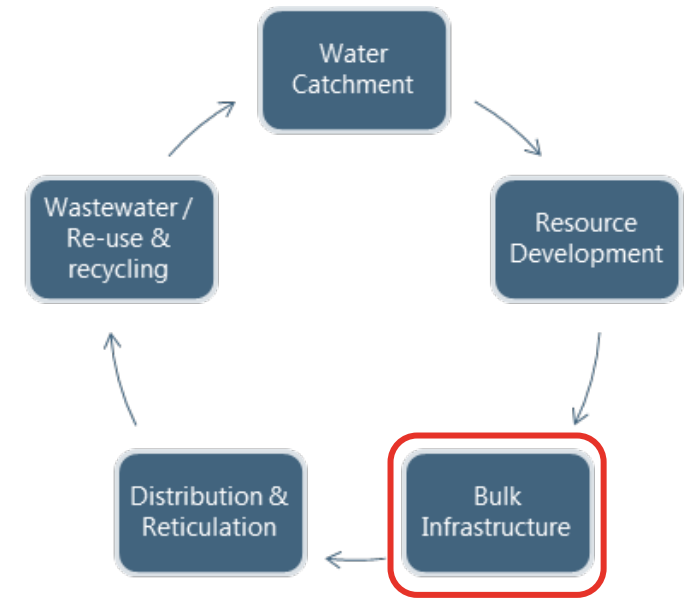 Water
Catchment
Resource
Development
Bulk
Infrastructure
Distribution &
Reticulation
Wastewater /
Re-use &
recycling